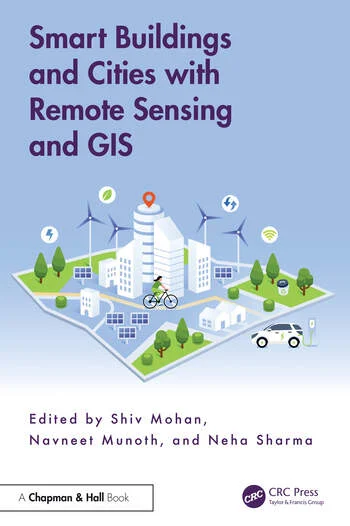 Smart Buildings
and Cities with
Remote Sensing
and GIS
Edited by Shiv Mohan,
Navneet Munoth, and Neha Sharma
A Chapman & Hall Book
CRC
CRC Press
Taylor & Francis Group